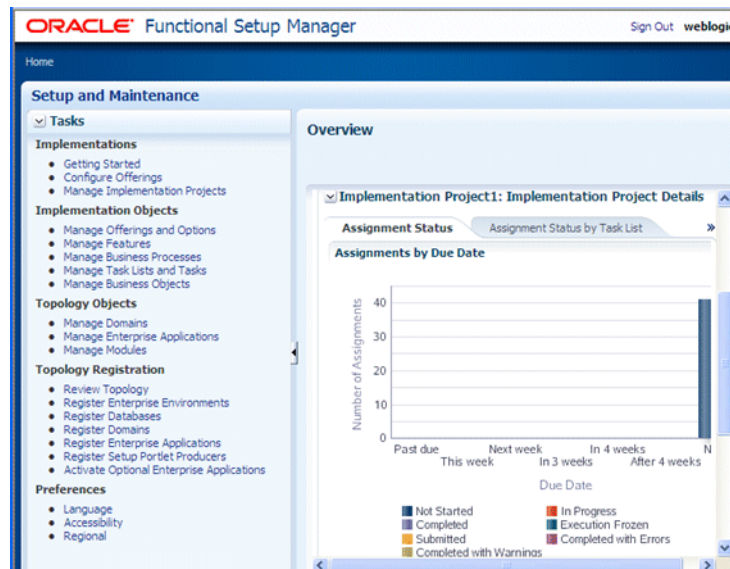 ORACLE Functional Setup Manager
Sign Out weblogic
Home
Setup and Maintenance
Tasks
Implementations
Getting Started
Configure Offerings
Manage Implementation Projects
Implementation Objects
Manage Offerings and Options
Manage Features
Manage Business Processes
Manage Task Lists and Tasks
Manage Business Objects
Topology Objects
Manage Domains
Manage Enterprise Applications
Manage Modules
Topology Registration
Review Topology
Register Enterprise Environments
Register Databases
Register Domains
Register Enterprise Applications
Register Setup Portlet Producers
Activate Optional Enterprise Applications
Preferences
Language
Accessibility
Regional
Overview
Implementation Project1: Implementation Project Details
Assignment Status
Assignment Status by Task List
Assignments by Due Date
Number of Assignments
40
30
20
10
0
Past due
This week
Next week
In 3 weeks
In 4 weeks
After 4 weeks
N
Due Date
Not Started
In Progress
Completed
Execution Frozen
Submitted
Completed with Errors
Completed with Warnings